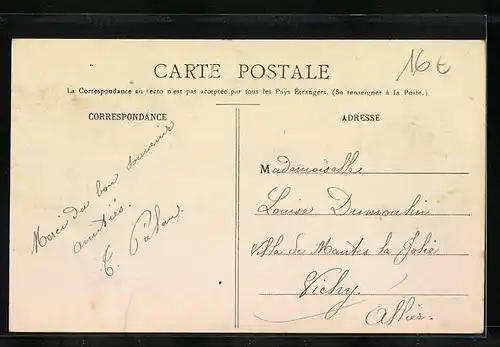 CARTE POSTALE
16€
La Correspondance au recto n'est pas acceptée par tous les Pays Étrangers. (Se renseigner à la Poste.)
CORRESPONDANCE
Merci du bon souvenir
amitiés.
ADRESSE
Mademoiselle
Louise Dumoulin
Villa de Mantes la Jolie
Vichy.
Allier.